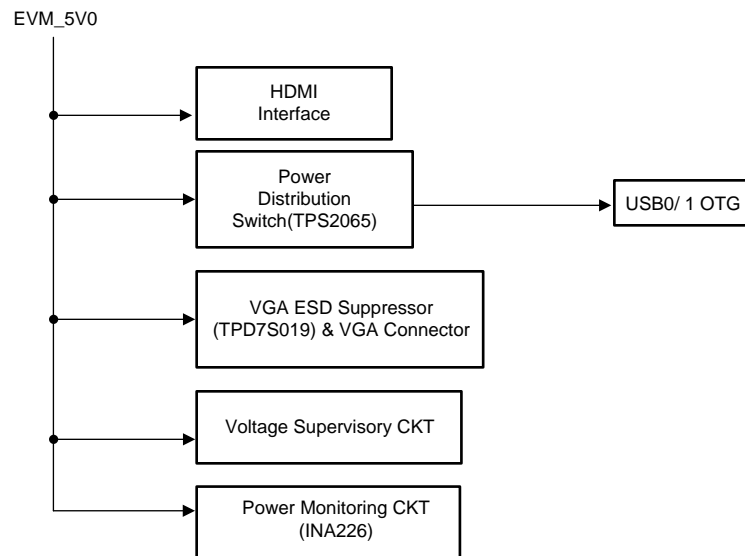 EVM_5V0
HDMI
Interface
Power
Distribution
Switch(TPS2065)
USB0/ 1 OTG
VGA ESD Suppressor
(TPD7S019) & VGA Connector
Voltage Supervisory CKT
Power Monitoring CKT
(INA226)